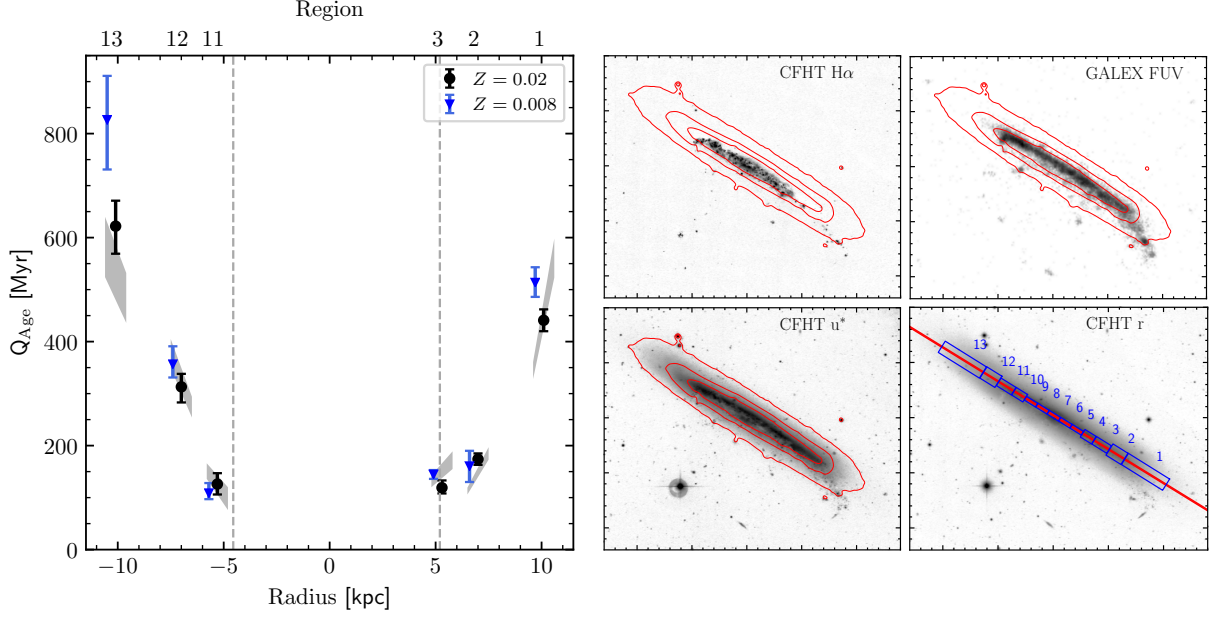 Region
13 12 11 3 2 1
Z = 0.02
Z = 0.008
800
600
400
200
0
Q_Age [Myr]
−10 −5 0 5 10
Radius [kpc]
CFHT Hα
GALEX FUV
CFHT u*
CFHT r
13
12
11
10
9
8
7
6
5
4
3
2
1